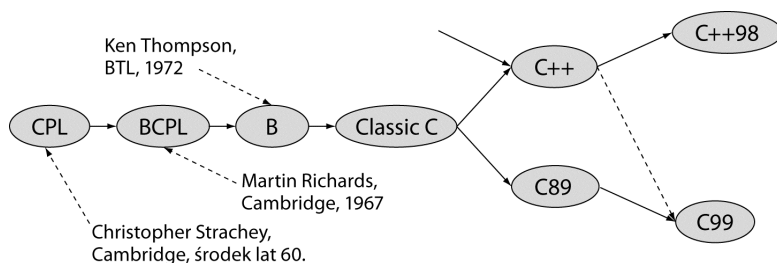 C++98
Ken Thompson,
BTL, 1972
C++
CPL
BCPL
B
Classic C
Martin Richards,
Cambridge, 1967
C89
C99
Christopher Strachey,
Cambridge, środek lat 60.